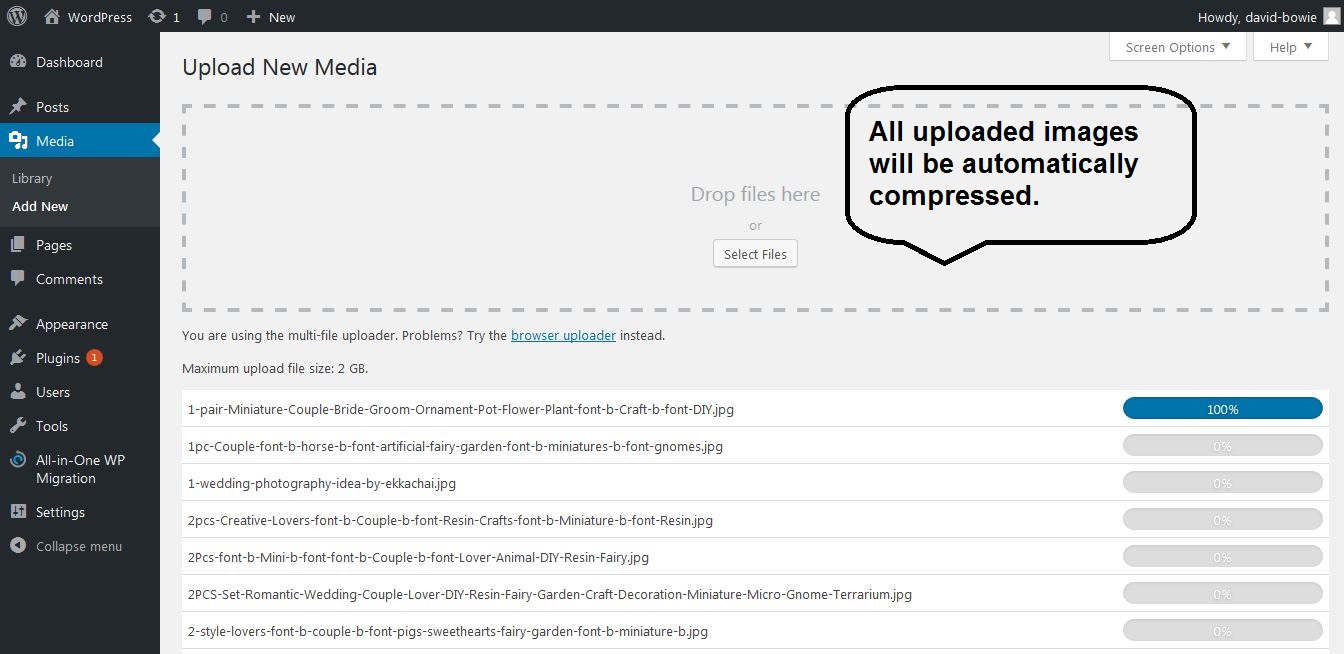 WordPress 1 0 New Howdy, david-bowie
Screen Options Help
Dashboard
Posts
Media
Library
Add New
Pages
Comments
Appearance
Plugins 1
Users
Tools
All-in-One WP
Migration
Settings
Collapse menu
Upload New Media
All uploaded images
will be automatically
compressed.
Drop files here
or
Select Files
You are using the multi-file uploader. Problems? Try the browser uploader instead.
Maximum upload file size: 2 GB.
1-pair-Miniature-Couple-Bride-Groom-Ornament-Pot-Flower-Plant-font-b-Craft-b-font-DIY.jpg 100%
1pc-Couple-font-b-horse-b-font-artificial-fairy-garden-font-b-miniatures-b-font-gnomes.jpg 0%
1-wedding-photography-idea-by-ekkachai.jpg 0%
2pcs-Creative-Lovers-font-b-Couple-b-font-Resin-Crafts-font-b-Miniature-b-font-Resin.jpg 0%
2Pcs-font-b-Mini-b-font-font-b-Couple-b-font-Lover-Animal-DIY-Resin-Fairy.jpg 0%
2PCS-Set-Romantic-Wedding-Couple-Lover-DIY-Resin-Fairy-Garden-Craft-Decoration-Miniature-Micro-Gnome-Terrarium.jpg 0%
2-style-lovers-font-b-couple-b-font-pigs-sweethearts-fairy-garden-font-b-miniature-b.jpg 0%